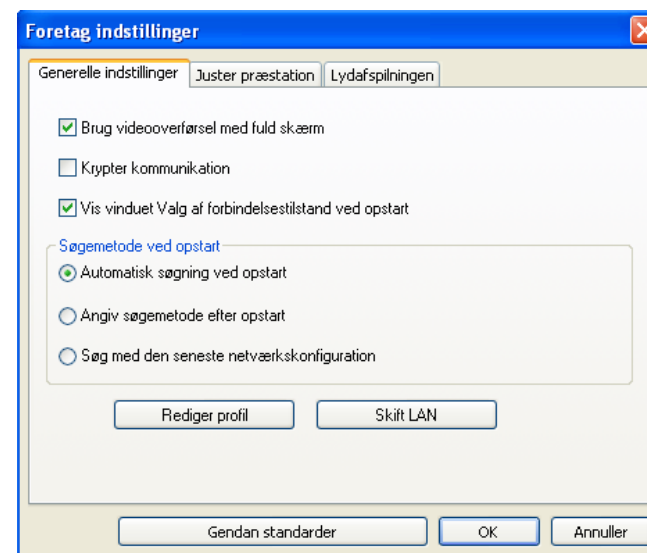 Foretag indstillinger
Generelle indstillinger Juster præstation Lydafspilningen
Brug videooverførsel med fuld skærm
Krypter kommunikation
Vis vinduet Valg af forbindelsestilstand ved opstart
Søgemetode ved opstart
Automatisk søgning ved opstart
Angiv søgemetode efter opstart
Søg med den seneste netværkskonfiguration
Rediger profil Skift LAN
Gendan standarder OK Annuller